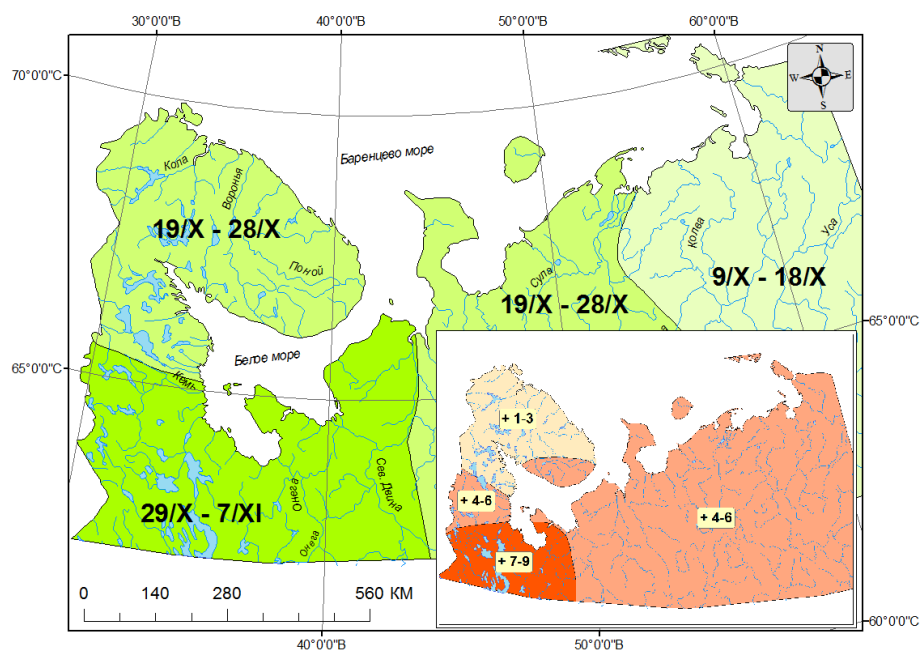 30°0'0"В
40°0'0"В
50°0'0"В
60°0'0"В
70°0'0"С
N
W
E
S
Баренцево море
Кола
Воронья
19/X - 28/X
Поной
Колва
Уса
Сула
9/X - 18/X
19/X - 28/X
65°0'0"С
65°0'0"С
Белое море
Кемь
+ 1-3
Онега
Сев. Двина
+ 4-6
+ 4-6
29/X - 7/XI
Онега
+ 7-9
0
140
280
560 КМ
60°0'0"С
40°0'0"В
50°0'0"В